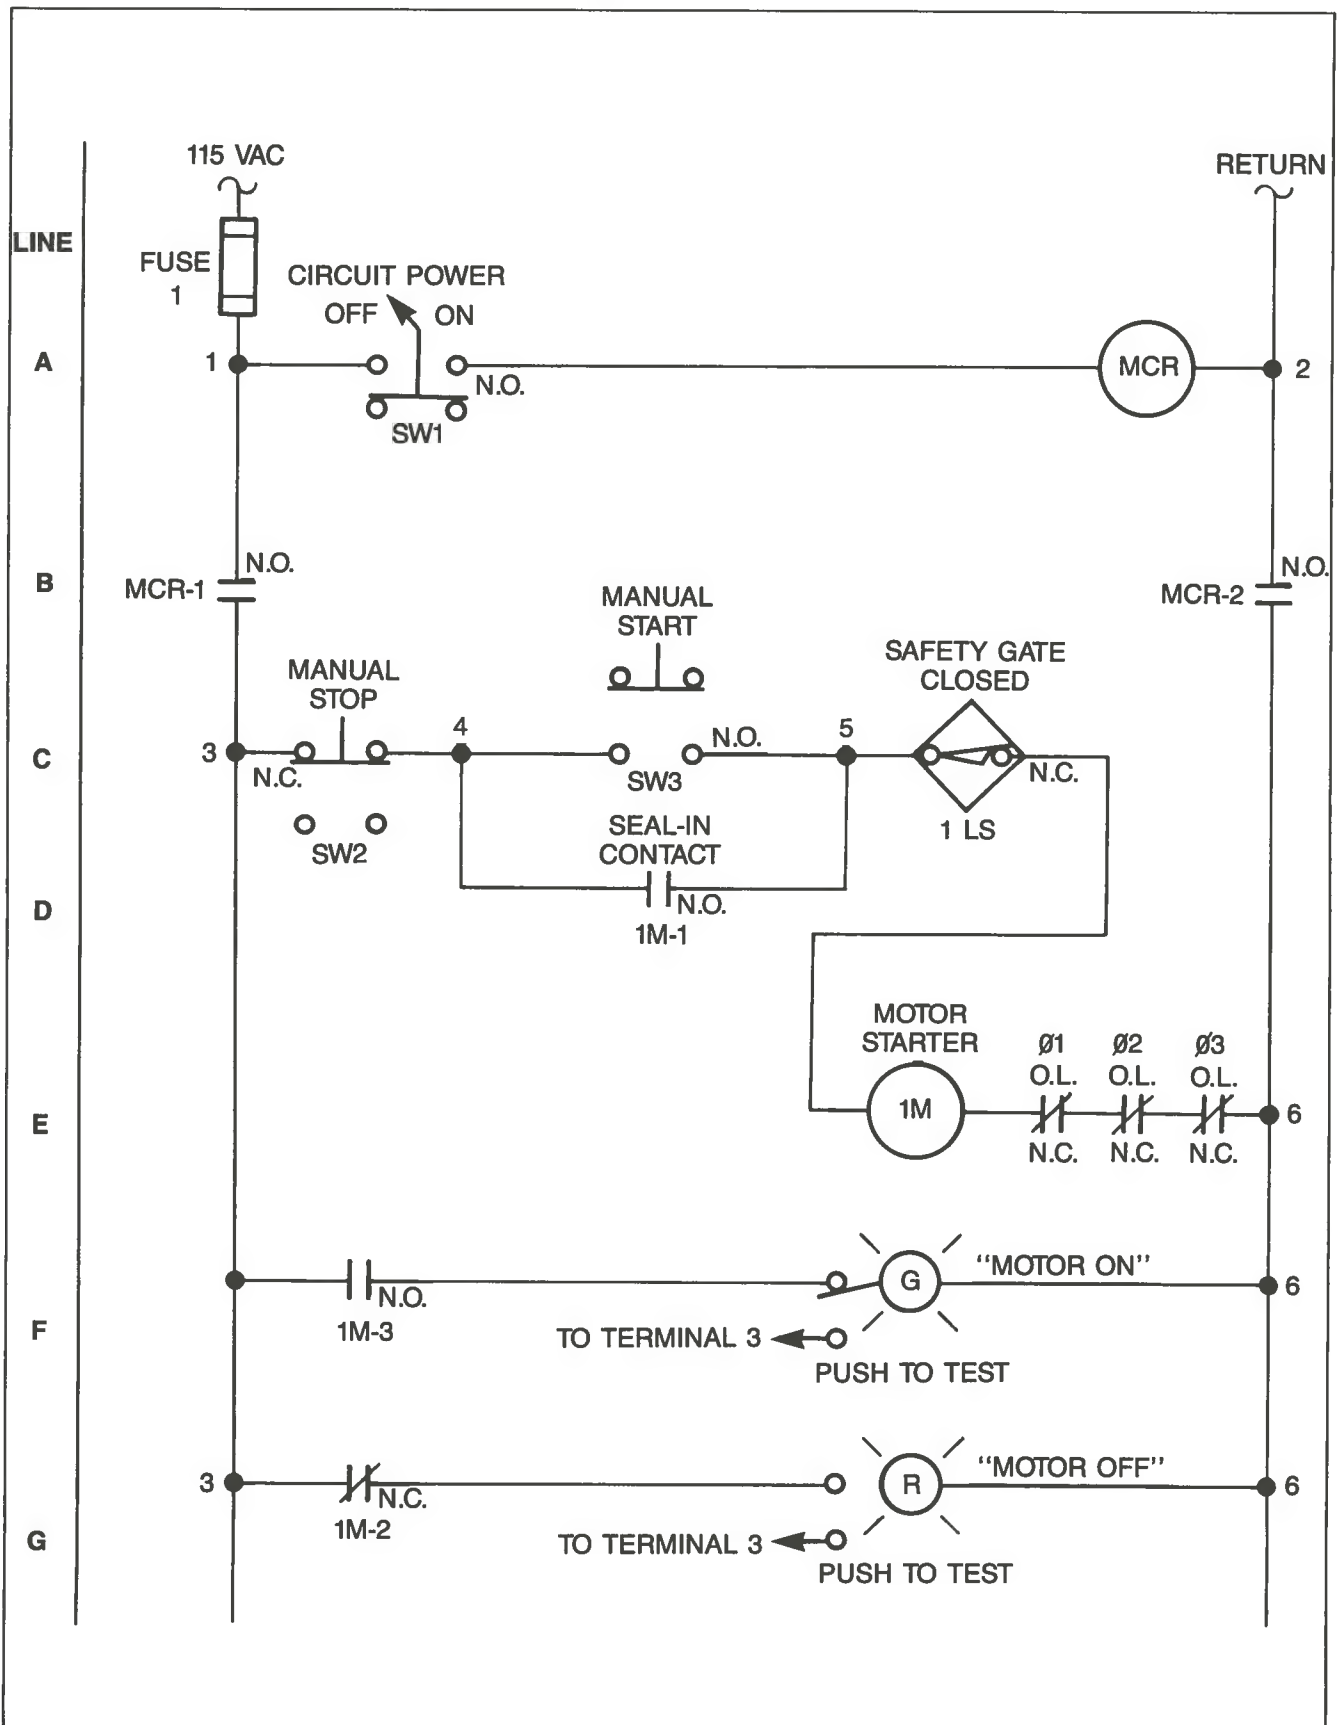 115 VAC
RETURN
LINE
FUSE
1
CIRCUIT POWER
OFF ON
A
1
N.O.
SW1
MCR
2
B
MCR-1
N.O.
MCR-2
N.O.
MANUAL
START
MANUAL
STOP
SAFETY GATE
CLOSED
C
3
N.C.
SW2
4
N.O.
SW3
5
N.C.
1 LS
SEAL-IN
CONTACT
D
N.O.
1M-1
MOTOR
STARTER
Ø1
O.L.
Ø2
O.L.
Ø3
O.L.
E
1M
N.C.
N.C.
N.C.
6
F
N.O.
1M-3
G
"MOTOR ON"
6
TO TERMINAL 3
PUSH TO TEST
G
3
N.C.
1M-2
R
"MOTOR OFF"
6
TO TERMINAL 3
PUSH TO TEST